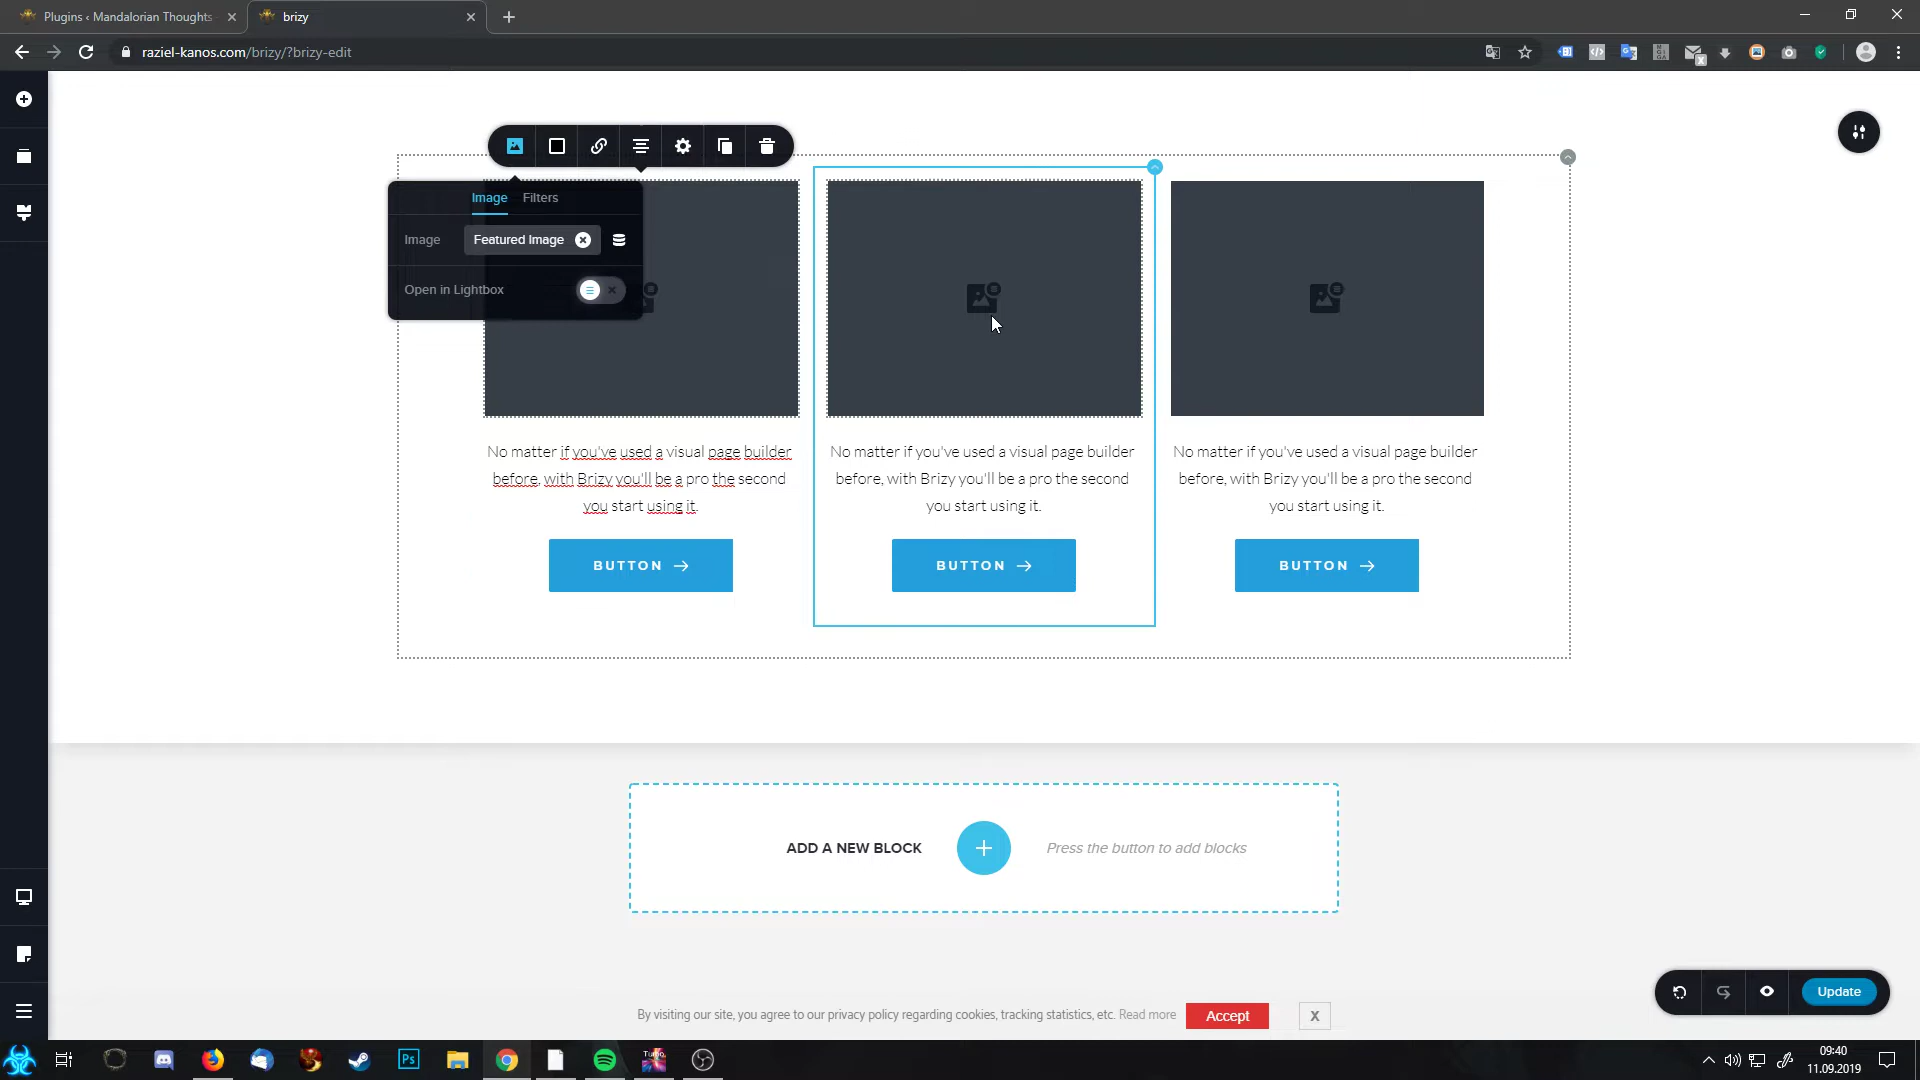 Plugins ‹ Mandalorian Thoughts
brizy
raziel-kanos.com/brizy/?brizy-edit
Image
Filters
Image
Featured Image
Open in Lightbox
No matter if you've used a visual page builder
before, with Brizy you'll be a pro the second
you start using it.
BUTTON
No matter if you've used a visual page builder
before, with Brizy you'll be a pro the second
you start using it.
BUTTON
No matter if you've used a visual page builder
before, with Brizy you'll be a pro the second
you start using it.
BUTTON
ADD A NEW BLOCK
Press the button to add blocks
Update
By visiting our site, you agree to our privacy policy regarding cookies, tracking statistics, etc. Read more
Accept
X
Ps
09:40
11.09.2019